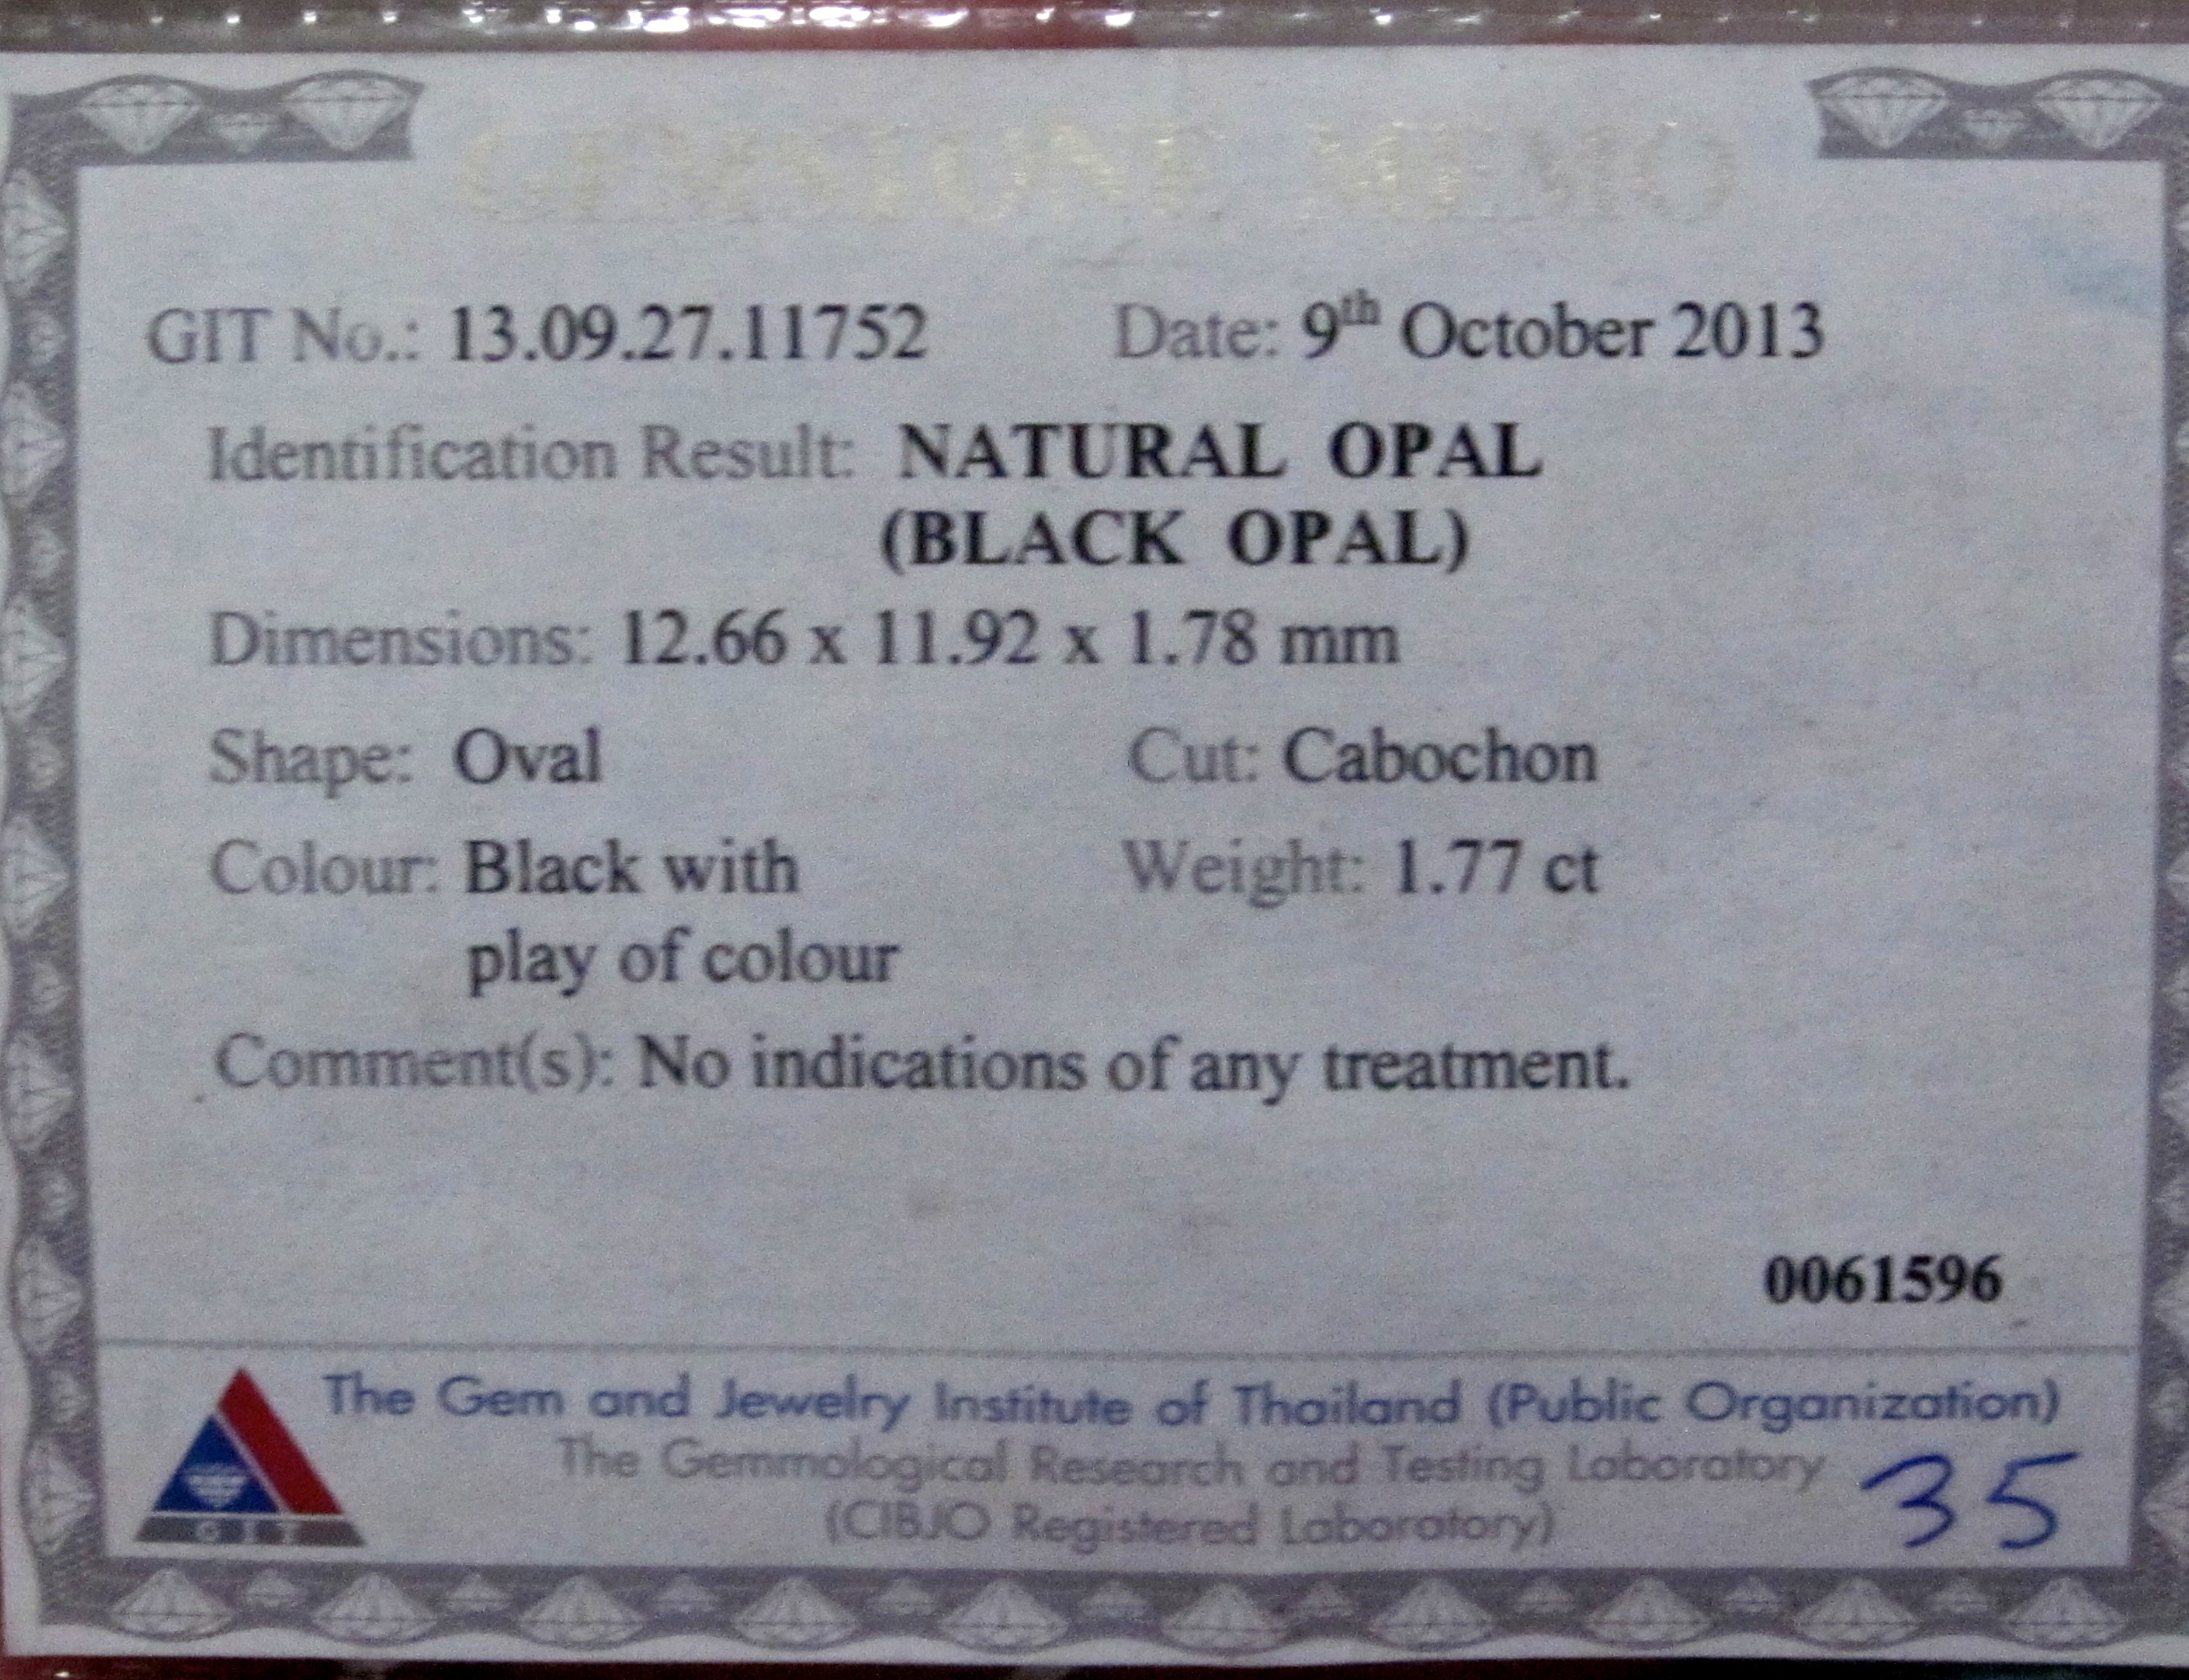 GEMSTONE MEMO
GIT No.: 13.09.27.11752 Date: 9th October 2013
Identification Result: NATURAL OPAL
(BLACK OPAL)
Dimensions: 12.66 x 11.92 x 1.78 mm
Shape: Oval Cut: Cabochon
Colour: Black with Weight: 1.77 ct
play of colour
Comment(s): No indications of any treatment.
0061596
The Gem and Jewelry Institute of Thailand (Public Organization)
The Gemmological Research and Testing Laboratory
(CIBJO Registered Laboratory)
35
GIT